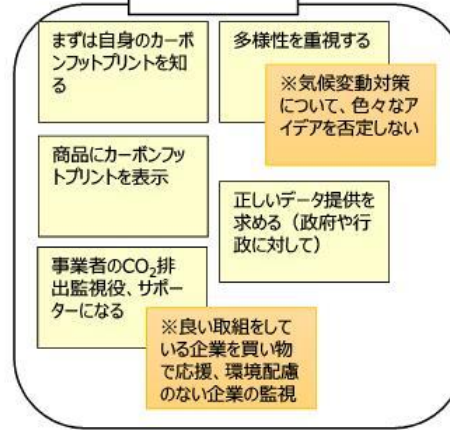 まずは自身のカーボ
ンフットプリントを知
る
多様性を重視する
※気候変動対策
について、色々なア
イデアを否定しない
商品にカーボンフッ
トプリントを表示
正しいデータ提供を
求める（政府や行
政に対して）
事業者のCO₂排
出監視役、サポー
ターになる
※良い取組をして
いる企業を買い物
で応援、環境配慮
のない企業の監視